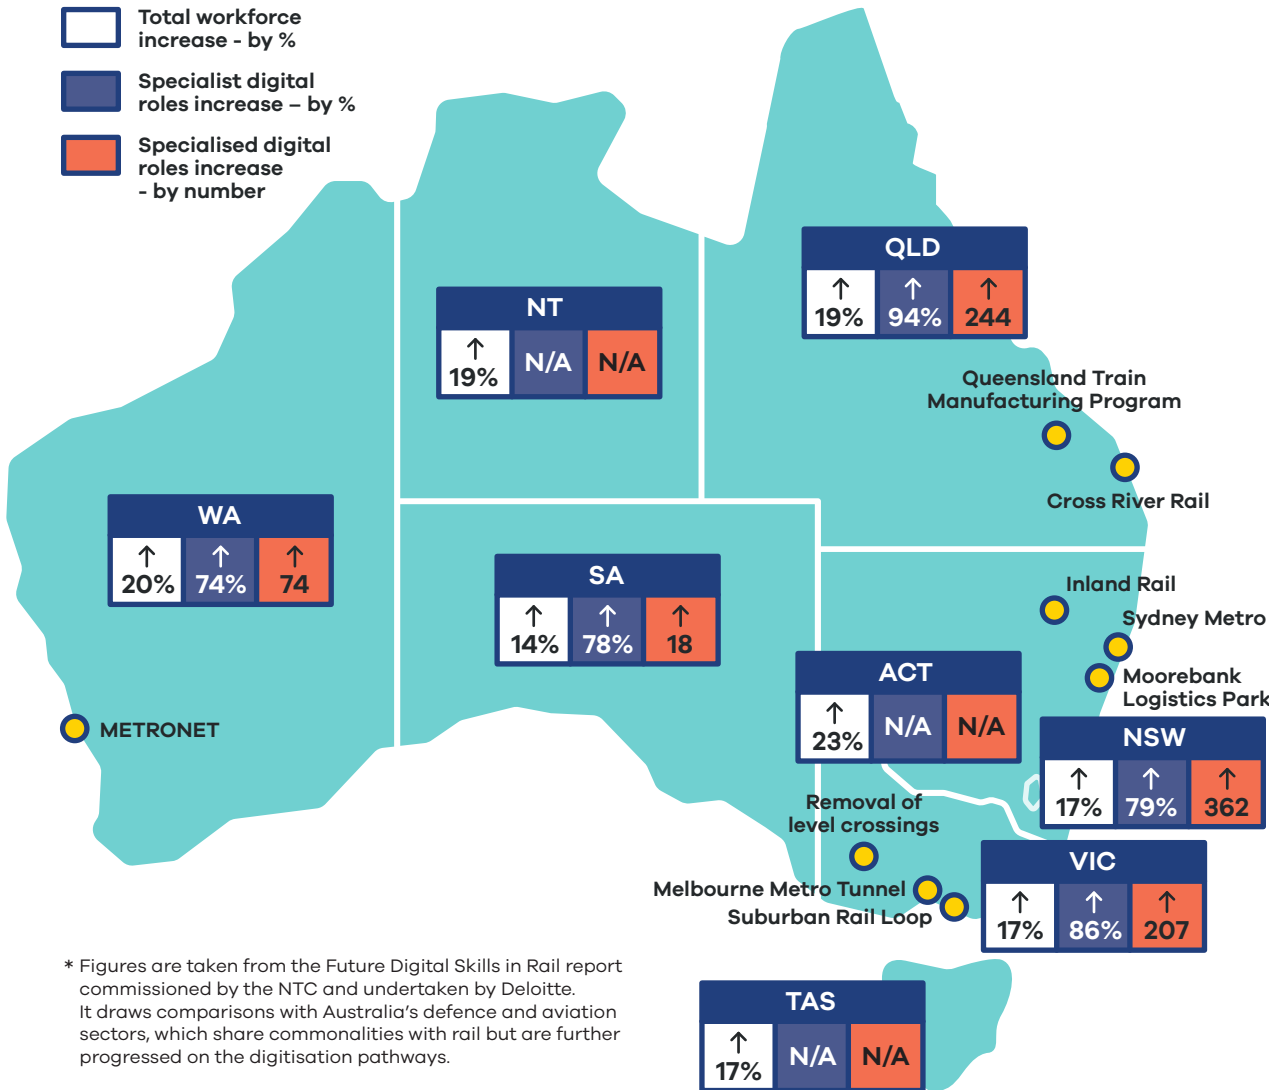 Total workforce
increase - by %
Specialist digital
roles increase – by %
Specialised digital
roles increase
- by number
QLD
19%
94%
244
NT
19%
N/A
N/A
Queensland Train
Manufacturing Program
Cross River Rail
WA
20%
74%
74
SA
14%
78%
18
Inland Rail
Sydney Metro
Moorebank
Logistics Park
ACT
23%
N/A
N/A
METRONET
NSW
17%
79%
362
Removal of
level crossings
Melbourne Metro Tunnel
Suburban Rail Loop
VIC
17%
86%
207
* Figures are taken from the Future Digital Skills in Rail report
commissioned by the NTC and undertaken by Deloitte.
It draws comparisons with Australia’s defence and aviation
sectors, which share commonalities with rail but are further
progressed on the digitisation pathways.
TAS
17%
N/A
N/A